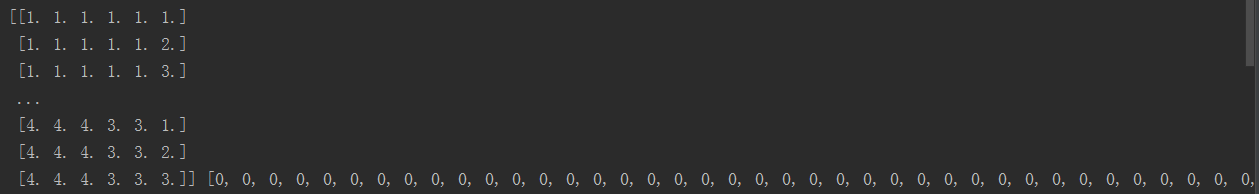 [[1. 1. 1. 1. 1. 1.]
[1. 1. 1. 1. 1. 2.]
[1. 1. 1. 1. 1. 3.]
...
[4. 4. 4. 3. 3. 1.]
[4. 4. 4. 3. 3. 2.]
[4. 4. 4. 3. 3. 3.]] [0, 0, 0, 0, 0, 0, 0, 0, 0, 0, 0, 0, 0, 0, 0, 0, 0, 0, 0, 0, 0, 0, 0, 0, 0, 0, 0, 0, 0, 0, 0, 0, 0, 0, 0, 0, 0, 0, 0